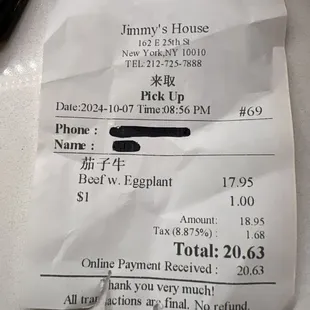 Jimmy's House
162 E 25th St
New York,NY 10010
TEL 212-725-7888
来取
Pick Up
Date:2024-10-07 Time:08:56 PM #69
Phone :
Name :
茄子牛
Beef w. Eggplant 17.95
$1 1.00
Amount: 18.95
Tax (8.875%) : 1.68
Total: 20.63
Online Payment Received : 20.63
hank you very much!
All tra actions are final. No refund.